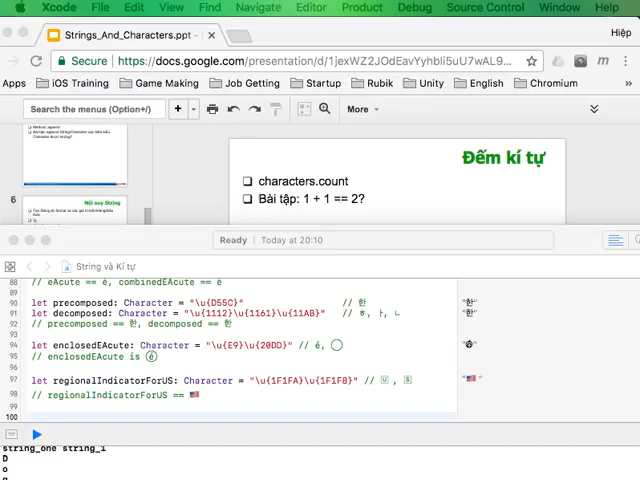 Xcode File Edit View Find Navigate Editor Product Debug Source Control Window Help
Strings_And_Characters.ppt - 
Hiệp
Secure https://docs.google.com/presentation/d/1jexWZ2JOdEavYyhbli5uU7wAL9...
Apps iOS Training Game Making Job Getting Startup Rubik Unity English Chromium
Search the menus (Option+/) More
Method: append
6
Nội suy String
Đếm kí tự
characters.count
Bài tập: 1 + 1 == 2?
Ready Today at 20:10
String và Kí tự
88 // eAcute == é, combinedEAcute == é
89
90 let precomposed: Character = "\u{D55C}" // 한 "한"
91 let decomposed: Character = "\u{1112}\u{1161}\u{11AB}" // ㅎ, ㅏ, ㄴ "한"
92 // precomposed == 한, decomposed == 한
93
94 let enclosedEAcute: Character = "\u{E9}\u{20DD}" // é, ⃝ "é⃝"
95 // enclosedEAcute is é⃝
96
97 let regionalIndicatorForUS: Character = "\u{1F1FA}\u{1F1F8}" // 🇺 , 🇸 "🇺🇸"
98 // regionalIndicatorForUS == 🇺🇸
99
100
string_one string_1
D
o
g